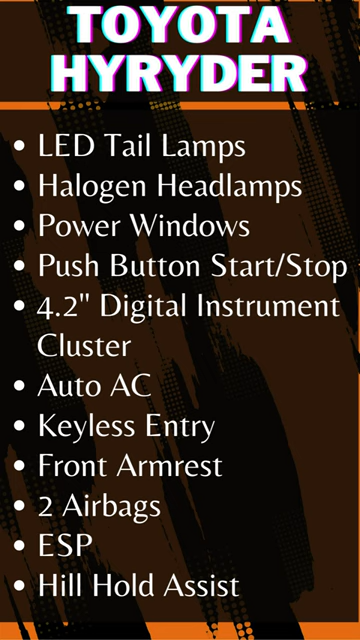 TOYOTA
HYRYDER
• LED Tail Lamps
• Halogen Headlamps
• Power Windows
• Push Button Start/Stop
• 4.2" Digital Instrument
Cluster
• Auto AC
• Keyless Entry
• Front Armrest
• 2 Airbags
• ESP
• Hill Hold Assist